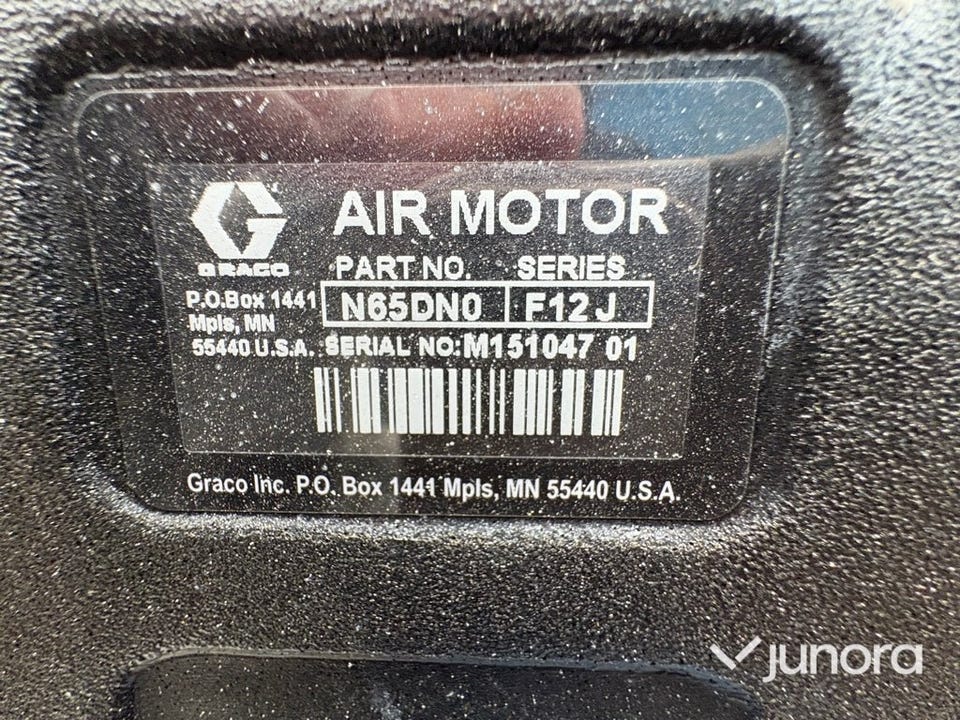 AIR MOTOR
GRACO
PART NO. SERIES
P.O.Box 1441
Mpls, MN
55440 U.S.A.
N65DN0 F12J
SERIAL NO:M151047 01
Graco Inc. P.O. Box 1441 Mpls, MN 55440 U.S.A.
junora